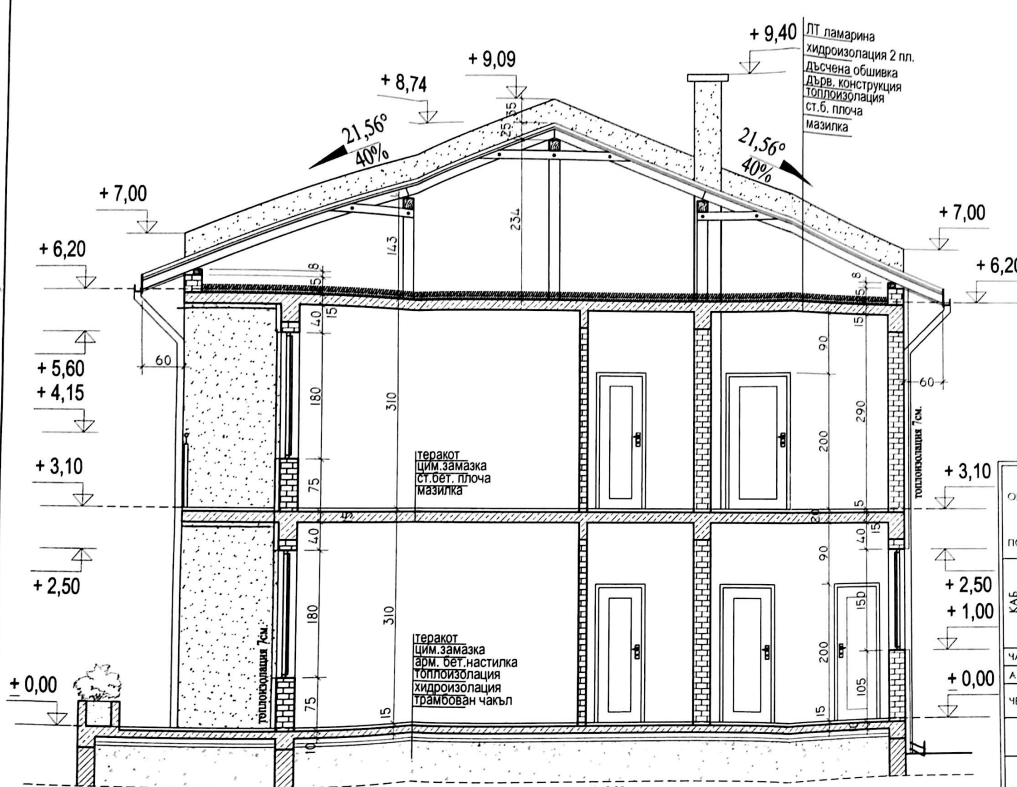 + 9,40
ЛТ ламарина
хидроизолация 2 пл.
дъсчена обшивка
дърв. конструкция
топлоизолация
ст.б. плоча
мазилка
+ 9,09
+ 8,74
25
55
21,56°
40%
21,56°
40%
+ 7,00
+ 7,00
+ 6,20
+ 6,20
143
234
8
25
8
15
40
15
60
60
+ 5,60
+ 4,15
+ 3,10
+ 3,10
180
310
75
90
200
290
теракот
цим.замазка
ст.бет. плоча
мазилка
топлоизолация 7см.
5
20
15
40
40
+ 2,50
+ 2,50
+ 1,00
180
310
75
90
200
150
105
теракот
цим.замазка
арм. бет.настилка
топлоизолация
хидроизолация
трамбован чакъл
топлоизолация 7см.
+ 0,00
+ 0,00
15
15
10
КАБ